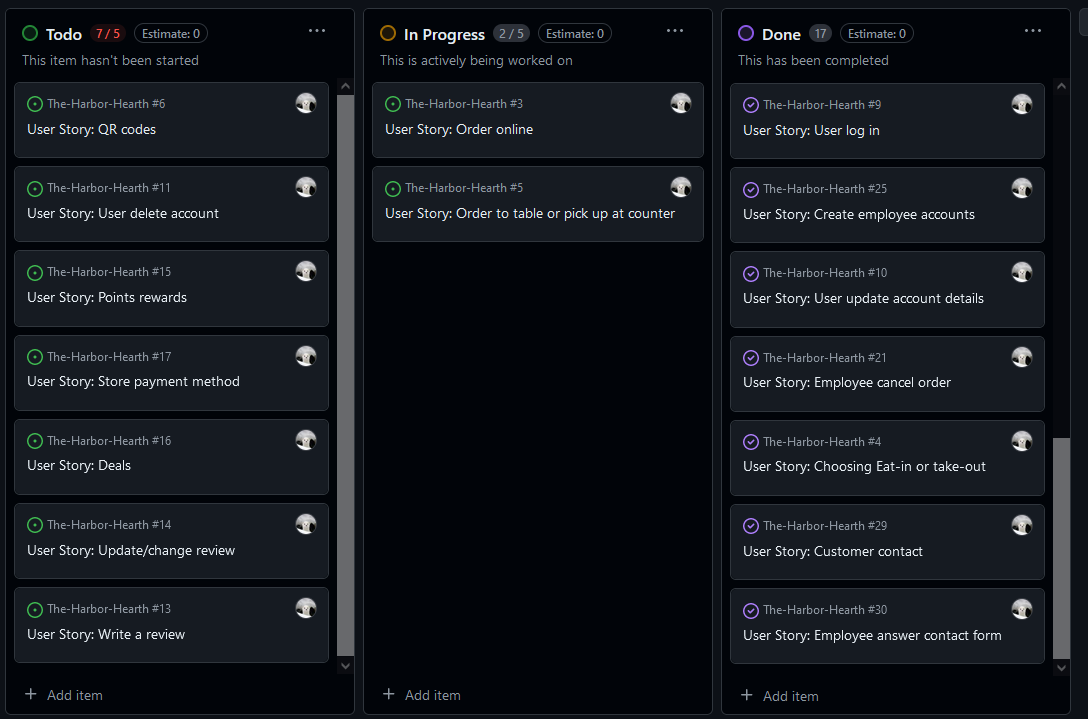 Todo 7 / 5 Estimate: 0
This item hasn't been started
The-Harbor-Hearth #6
User Story: QR codes
The-Harbor-Hearth #11
User Story: User delete account
The-Harbor-Hearth #15
User Story: Points rewards
The-Harbor-Hearth #17
User Story: Store payment method
The-Harbor-Hearth #16
User Story: Deals
The-Harbor-Hearth #14
User Story: Update/change review
The-Harbor-Hearth #13
User Story: Write a review
+ Add item
In Progress 2 / 5 Estimate: 0
This is actively being worked on
The-Harbor-Hearth #3
User Story: Order online
The-Harbor-Hearth #5
User Story: Order to table or pick up at counter
+ Add item
Done 17 Estimate: 0
This has been completed
The-Harbor-Hearth #9
User Story: User log in
The-Harbor-Hearth #25
User Story: Create employee accounts
The-Harbor-Hearth #10
User Story: User update account details
The-Harbor-Hearth #21
User Story: Employee cancel order
The-Harbor-Hearth #4
User Story: Choosing Eat-in or take-out
The-Harbor-Hearth #29
User Story: Customer contact
The-Harbor-Hearth #30
User Story: Employee answer contact form
+ Add item